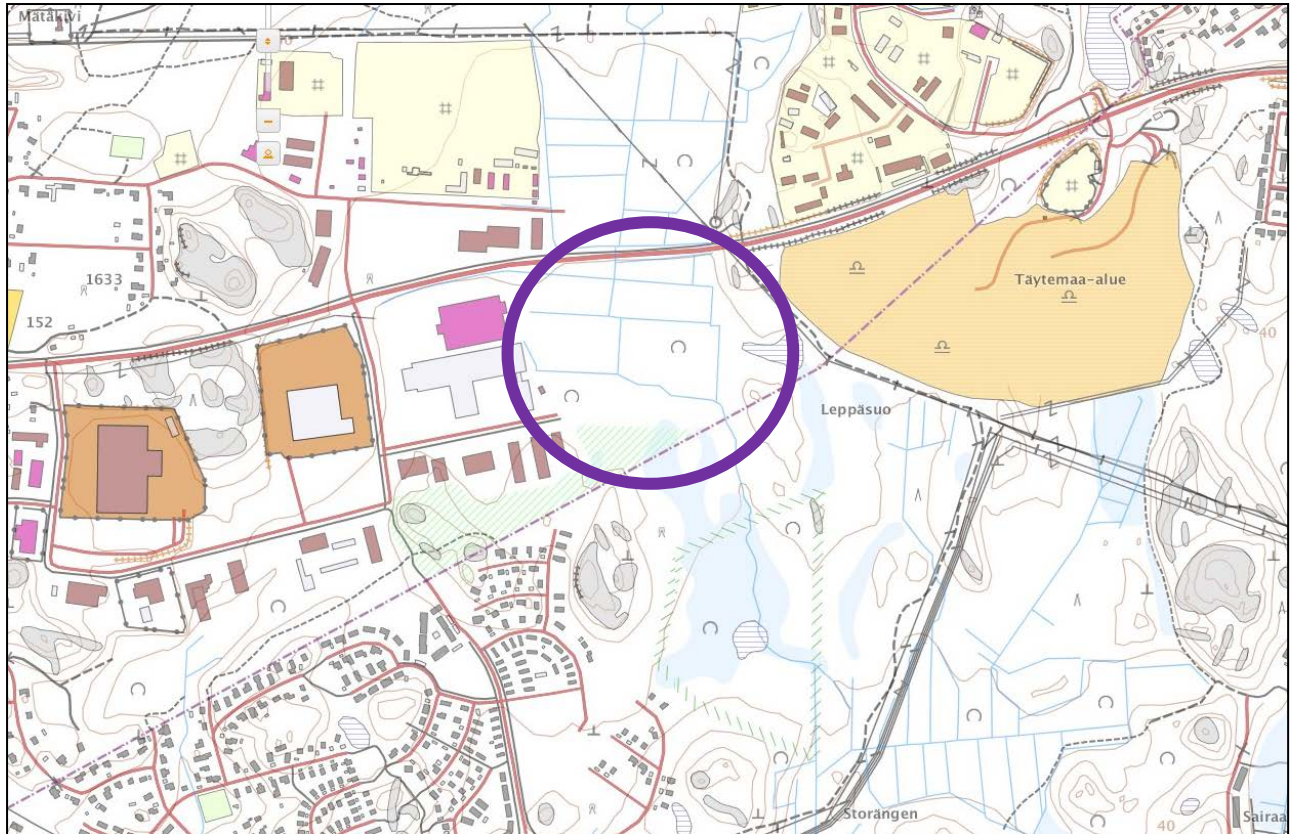 Mätäkivi
1633
Täytemaa-alue
152
40
Leppäsuo
Storängen
40
Sairaa